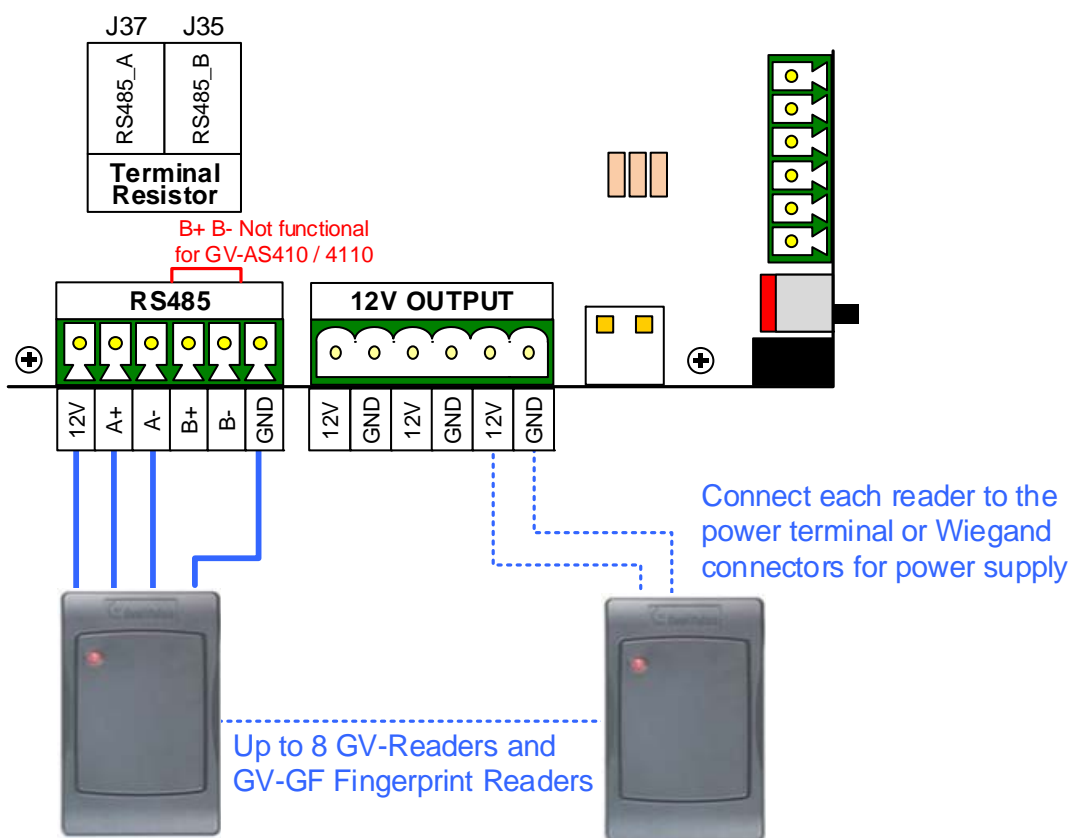 J37 J35
RS485_A RS485_B
Terminal
Resistor
B+ B- Not functional
for GV-AS410 / 4110
RS485 12V OUTPUT
12V A+ A- B+ B- GND 12V GND 12V GND 12V GND
Connect each reader to the
power terminal or Wiegand
connectors for power supply
Up to 8 GV-Readers and
GV-GF Fingerprint Readers